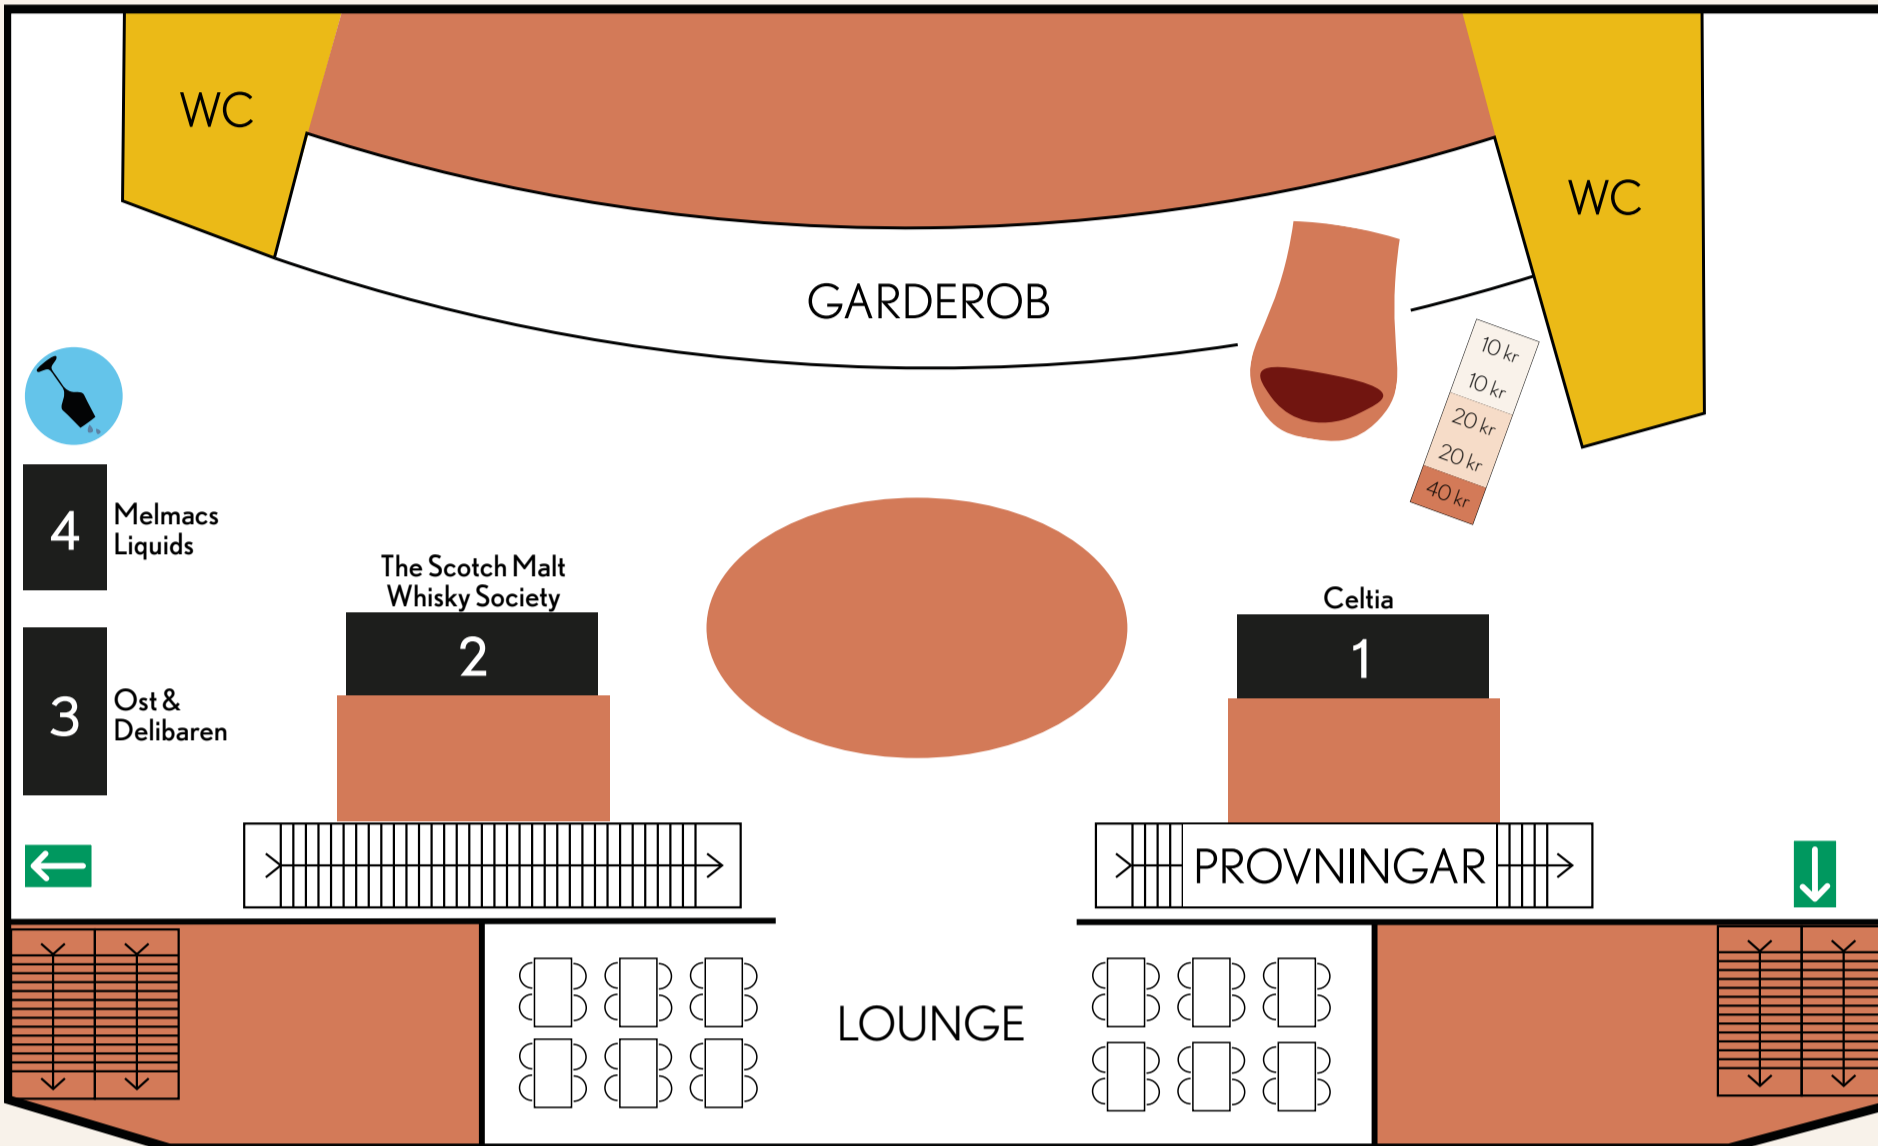 WC
WC
GARDEROB
10 kr
10 kr
20 kr
20 kr
40 kr
4
Melmacs
Liquids
The Scotch Malt
Whisky Society
2
Celtia
1
3
Ost &
Delibaren
PROVNINGAR
LOUNGE